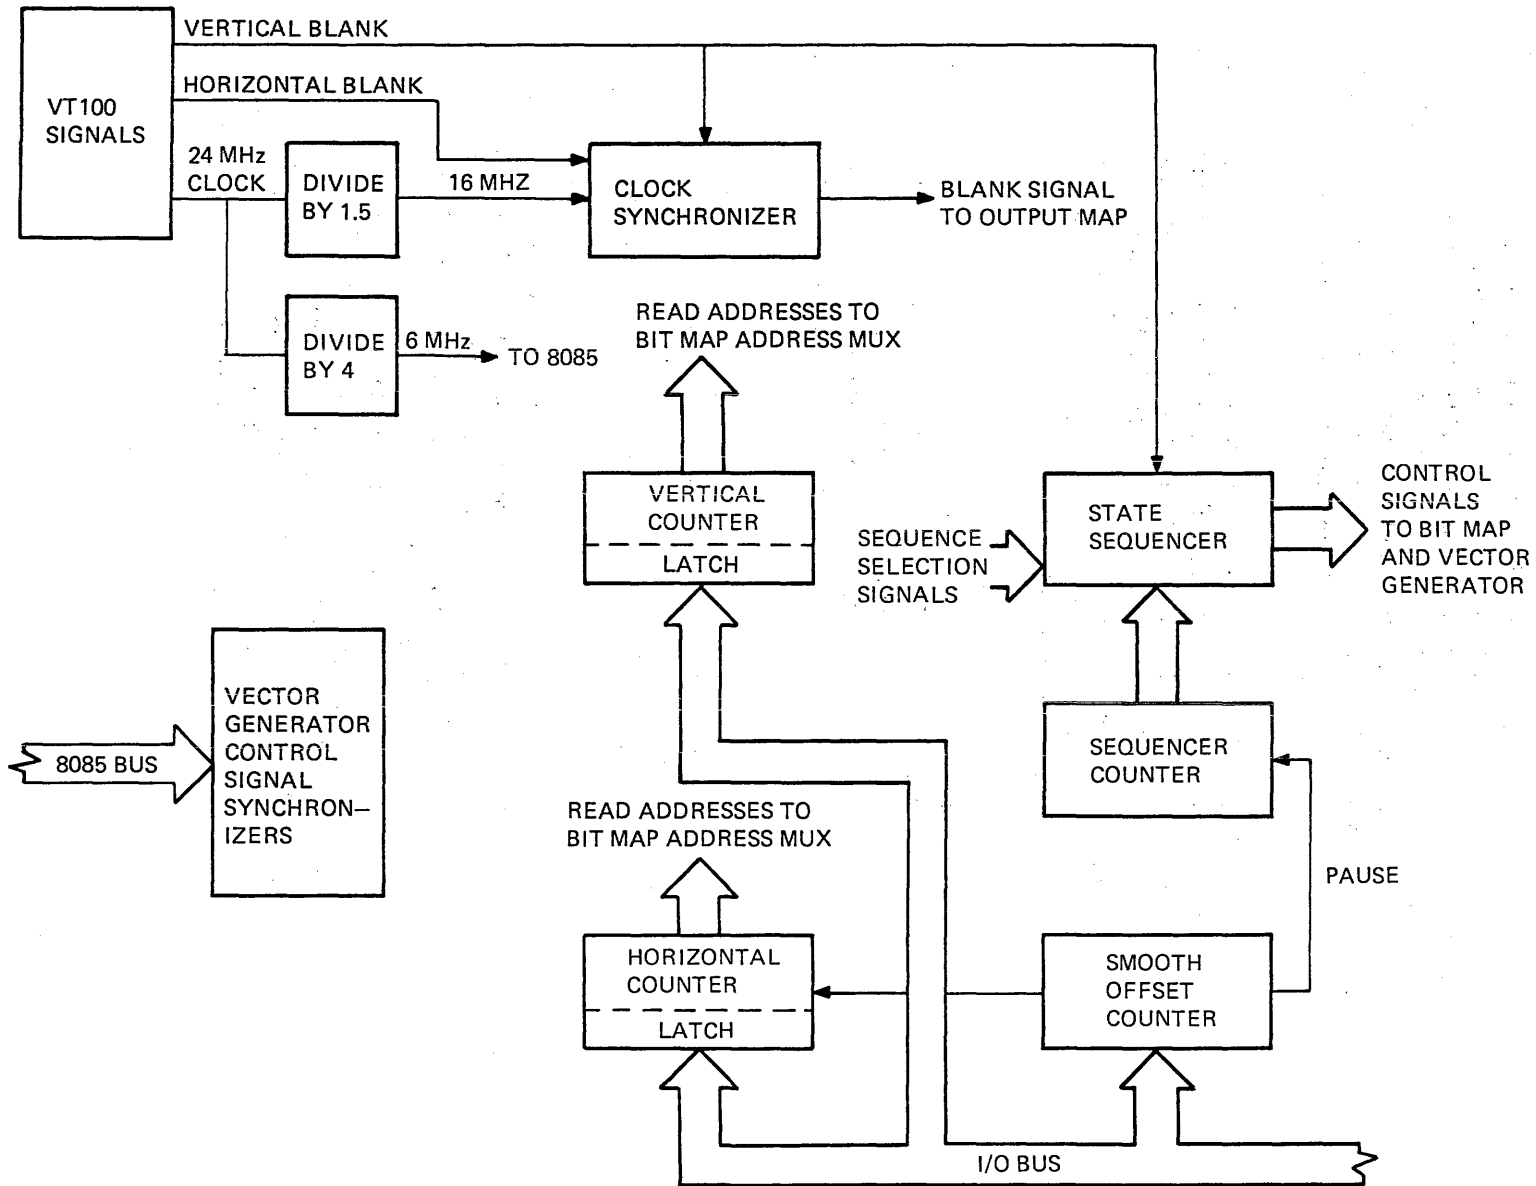 VERTICAL BLANK
HORIZONTAL BLANK
VT100
SIGNALS
24 MHz
CLOCK
DIVIDE
BY 1.5
16 MHZ
CLOCK
SYNCHRONIZER
BLANK SIGNAL
TO OUTPUT MAP
DIVIDE
BY 4
6 MHz
TO 8085
READ ADDRESSES TO
BIT MAP ADDRESS MUX
VERTICAL
COUNTER
LATCH
SEQUENCE
SELECTION
SIGNALS
STATE
SEQUENCER
CONTROL
SIGNALS
TO BIT MAP
AND VECTOR
GENERATOR
8085 BUS
VECTOR
GENERATOR
CONTROL
SIGNAL
SYNCHRON—
IZERS
SEQUENCER
COUNTER
READ ADDRESSES TO
BIT MAP ADDRESS MUX
PAUSE
HORIZONTAL
COUNTER
LATCH
SMOOTH
OFFSET
COUNTER
I/O BUS